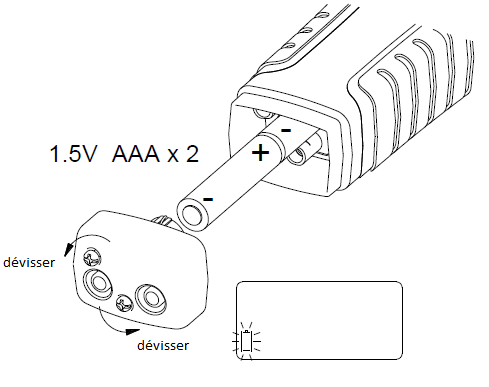 -
+
1.5V AAA x 2
-
dévisser
dévisser